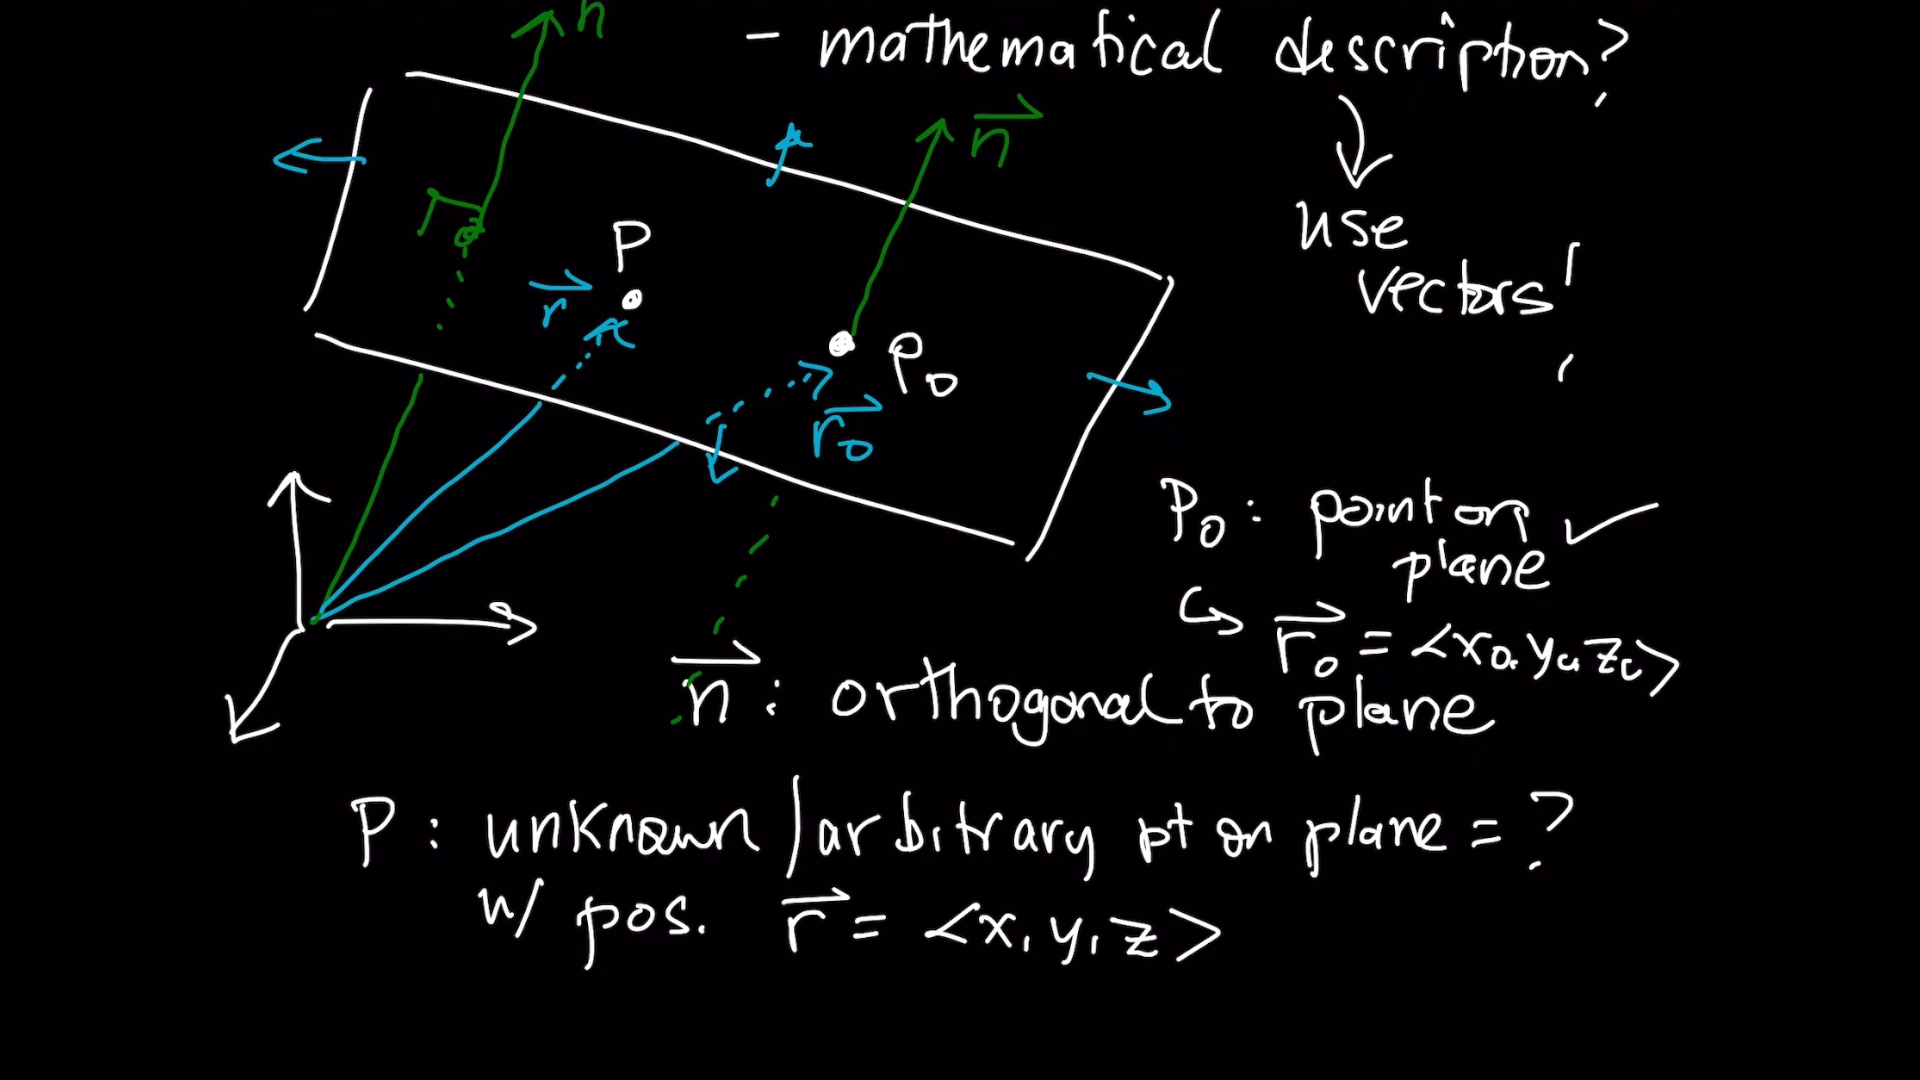 n
- mathematical description?
n
use
vectors!
P
r
P0
r0
P0: point on
plane
r0 = <x0, y0, z0>
n: orthogonal to plane
P: unknown/arbitrary pt on plane = ?
w/ pos. r = <x, y, z>